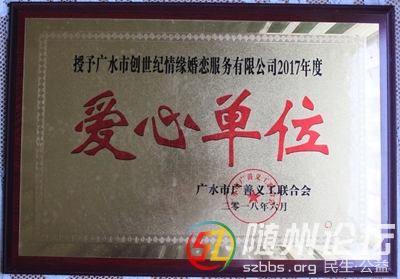 授予广水市创世纪情缘婚恋服务有限公司2017年度
爱心单位
广水市广善义工联合会
二〇一八年六月
随州论坛
szbbs.org 民生·公益